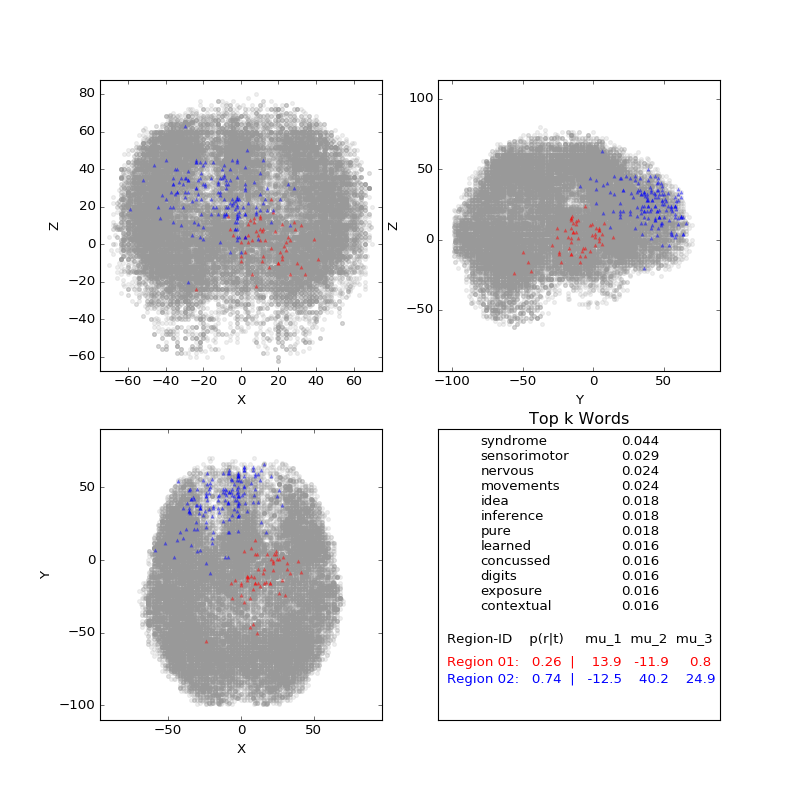 80
60
40
20
0
−20
−40
−60
Z
−60 −40 −20 0 20 40 60
X
100
50
0
−50
Z
−100 −50 0 50
Y
50
0
−50
−100
Y
−50 0 50
X
Top k Words
syndrome 0.044
sensorimotor 0.029
nervous 0.024
movements 0.024
idea 0.018
inference 0.018
pure 0.018
learned 0.016
concussed 0.016
digits 0.016
exposure 0.016
contextual 0.016
Region-ID p(r|t) mu_1 mu_2 mu_3
Region 01: 0.26 | 13.9 -11.9 0.8
Region 02: 0.74 | -12.5 40.2 24.9